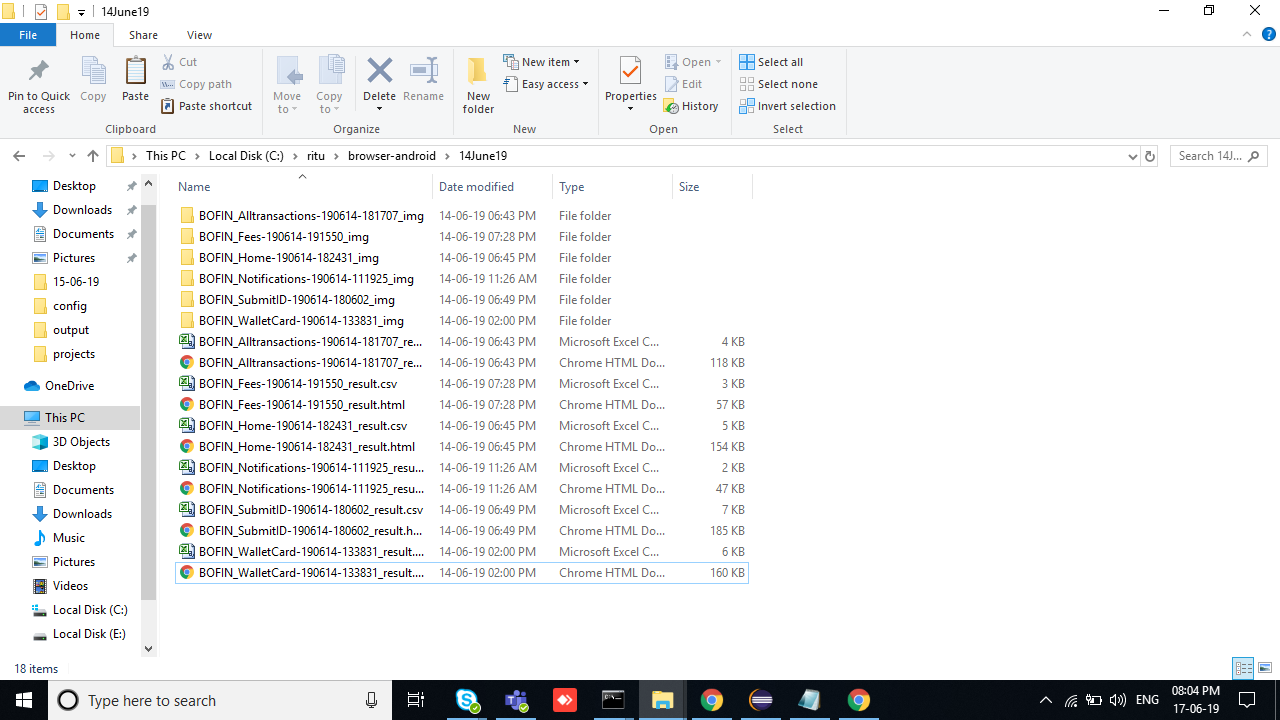 14June19
File Home Share View
Pin to Quick access
Copy
Paste
Cut
Copy path
Paste shortcut
Clipboard
Move to
Copy to
Delete
Rename
Organize
New folder
New item
Easy access
New
Properties
Open
Edit
History
Open
Select all
Select none
Invert selection
Select
This PC > Local Disk (C:) > ritu > browser-android > 14June19
Search 14J...
Desktop
Downloads
Documents
Pictures
15-06-19
config
output
projects
OneDrive
This PC
3D Objects
Desktop
Documents
Downloads
Music
Pictures
Videos
Local Disk (C:)
Local Disk (E:)
Name Date modified Type Size
BOFIN_Alltransactions-190614-181707_img 14-06-19 06:43 PM File folder
BOFIN_Fees-190614-191550_img 14-06-19 07:28 PM File folder
BOFIN_Home-190614-182431_img 14-06-19 06:45 PM File folder
BOFIN_Notifications-190614-111925_img 14-06-19 11:26 AM File folder
BOFIN_SubmitID-190614-180602_img 14-06-19 06:49 PM File folder
BOFIN_WalletCard-190614-133831_img 14-06-19 02:00 PM File folder
BOFIN_Alltransactions-190614-181707_re... 14-06-19 06:43 PM Microsoft Excel C... 4 KB
BOFIN_Alltransactions-190614-181707_re... 14-06-19 06:43 PM Chrome HTML Do... 118 KB
BOFIN_Fees-190614-191550_result.csv 14-06-19 07:28 PM Microsoft Excel C... 3 KB
BOFIN_Fees-190614-191550_result.html 14-06-19 07:28 PM Chrome HTML Do... 57 KB
BOFIN_Home-190614-182431_result.csv 14-06-19 06:45 PM Microsoft Excel C... 5 KB
BOFIN_Home-190614-182431_result.html 14-06-19 06:45 PM Chrome HTML Do... 154 KB
BOFIN_Notifications-190614-111925_resu... 14-06-19 11:26 AM Microsoft Excel C... 2 KB
BOFIN_Notifications-190614-111925_resu... 14-06-19 11:26 AM Chrome HTML Do... 47 KB
BOFIN_SubmitID-190614-180602_result.csv 14-06-19 06:49 PM Microsoft Excel C... 7 KB
BOFIN_SubmitID-190614-180602_result.h... 14-06-19 06:49 PM Chrome HTML Do... 185 KB
BOFIN_WalletCard-190614-133831_result.... 14-06-19 02:00 PM Microsoft Excel C... 6 KB
BOFIN_WalletCard-190614-133831_result.... 14-06-19 02:00 PM Chrome HTML Do... 160 KB
18 items
Type here to search
ENG
08:04 PM
17-06-19